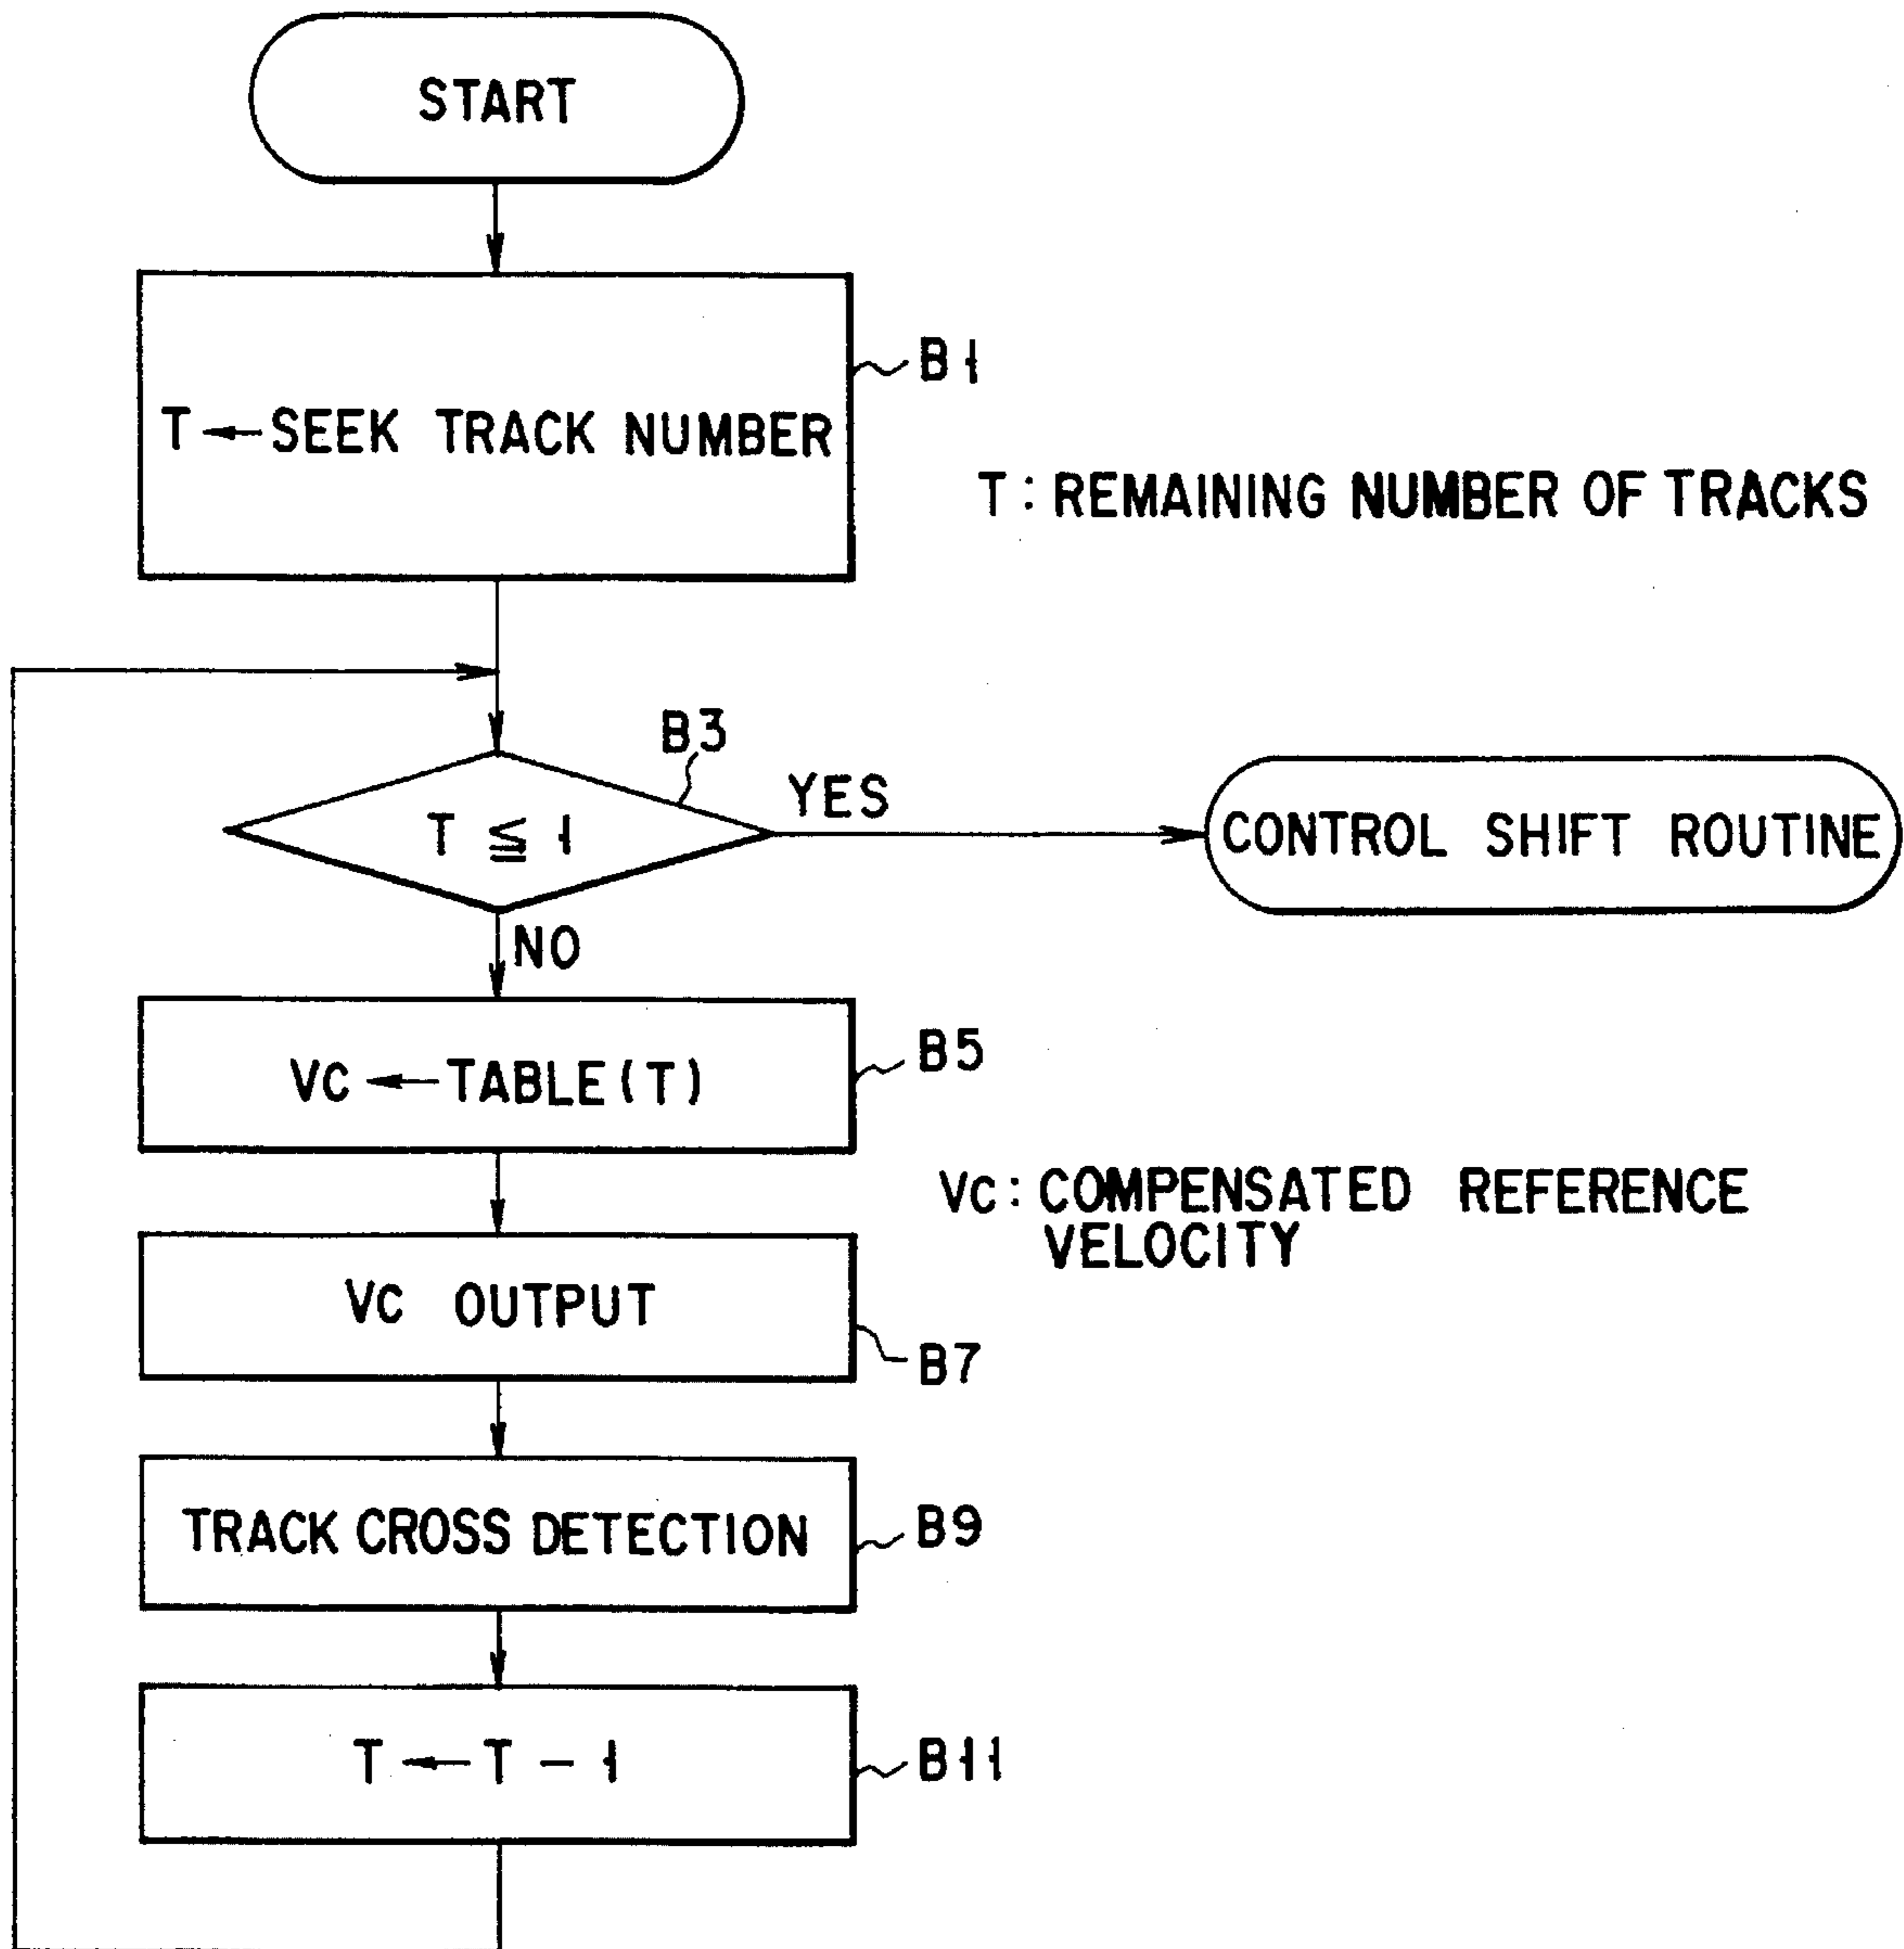 START
B1
T ← SEEK TRACK NUMBER
T : REMAINING NUMBER OF TRACKS
B3
YES
T ≦ 1
CONTROL SHIFT ROUTINE
NO
B5
VC ← TABLE(T)
Vc : COMPENSATED REFERENCE
VELOCITY
VC OUTPUT
B7
TRACK CROSS DETECTION
B9
T ← T – 1
B11